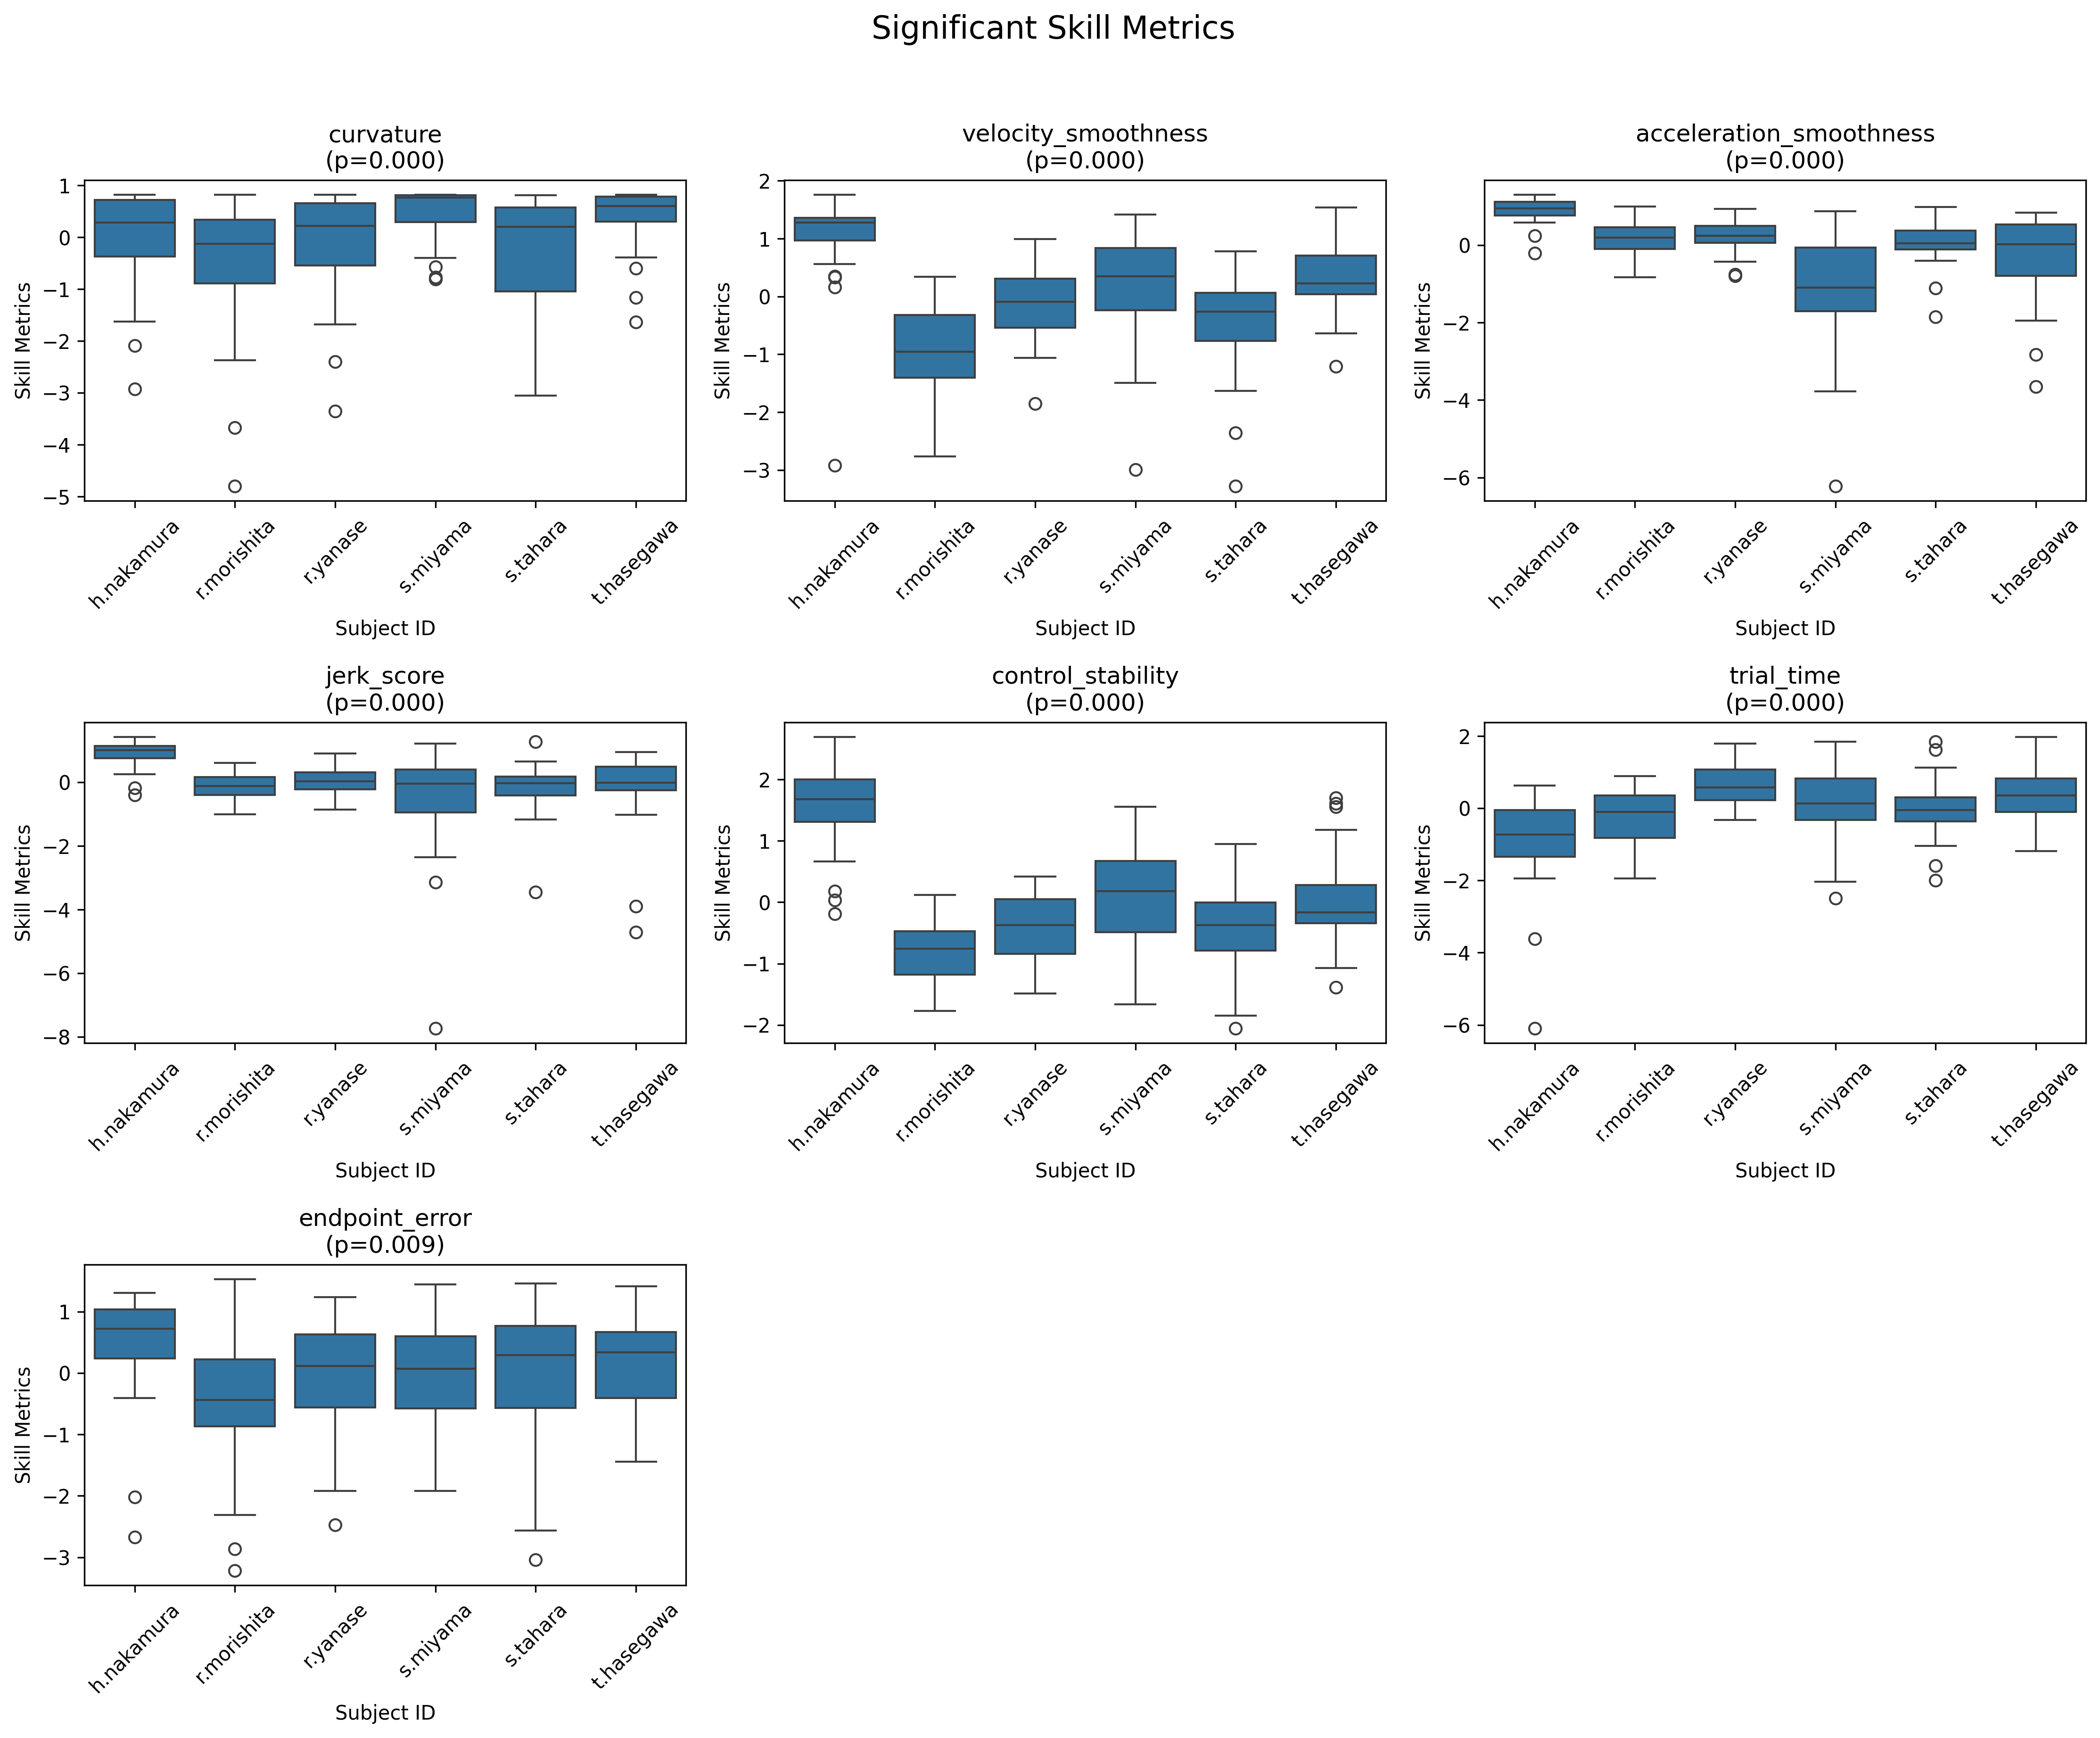 Significant Skill Metrics
curvature
(p=0.000)
Skill Metrics
1
0
−1
−2
−3
−4
−5
h.nakamura
r.morishita
r.yanase
s.miyama
s.tahara
t.hasegawa
Subject ID
velocity_smoothness
(p=0.000)
Skill Metrics
2
1
0
−1
−2
−3
h.nakamura
r.morishita
r.yanase
s.miyama
s.tahara
t.hasegawa
Subject ID
acceleration_smoothness
(p=0.000)
Skill Metrics
0
−2
−4
−6
h.nakamura
r.morishita
r.yanase
s.miyama
s.tahara
t.hasegawa
Subject ID
jerk_score
(p=0.000)
Skill Metrics
0
−2
−4
−6
−8
h.nakamura
r.morishita
r.yanase
s.miyama
s.tahara
t.hasegawa
Subject ID
control_stability
(p=0.000)
Skill Metrics
2
1
0
−1
−2
h.nakamura
r.morishita
r.yanase
s.miyama
s.tahara
t.hasegawa
Subject ID
trial_time
(p=0.000)
Skill Metrics
2
0
−2
−4
−6
h.nakamura
r.morishita
r.yanase
s.miyama
s.tahara
t.hasegawa
Subject ID
endpoint_error
(p=0.009)
Skill Metrics
1
0
−1
−2
−3
h.nakamura
r.morishita
r.yanase
s.miyama
s.tahara
t.hasegawa
Subject ID